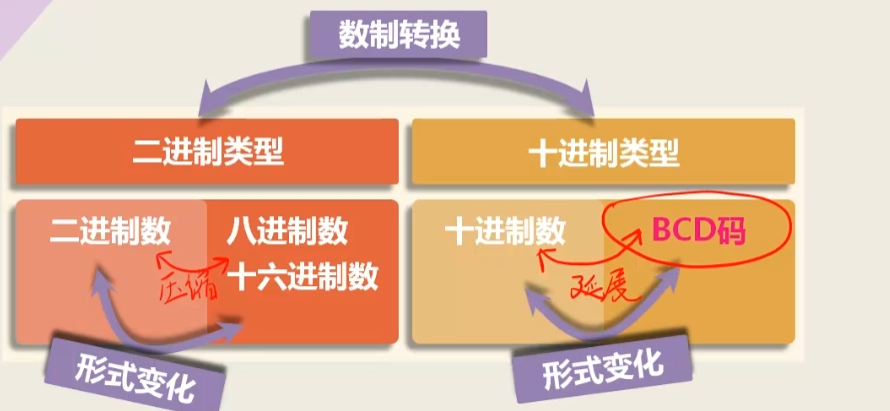 数制转换
二进制类型
十进制类型
二进制数
八进制数
十六进制数
压缩
十进制数
BCD码
延展
形式变化
形式变化